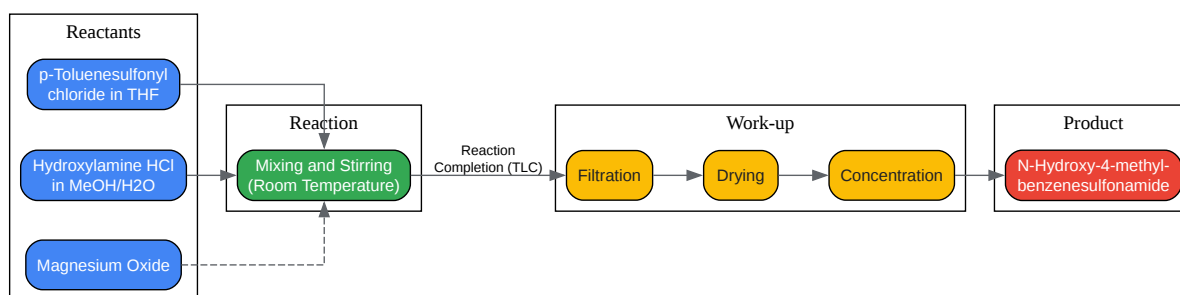 Reactants
p-Toluenesulfonyl
chloride in THF
Hydroxylamine HCl
in MeOH/H2O
Magnesium Oxide
Reaction
Mixing and Stirring
(Room Temperature)
Reaction
Completion (TLC)
Work-up
Filtration
Drying
Concentration
Product
N-Hydroxy-4-methyl-
benzenesulfonamide